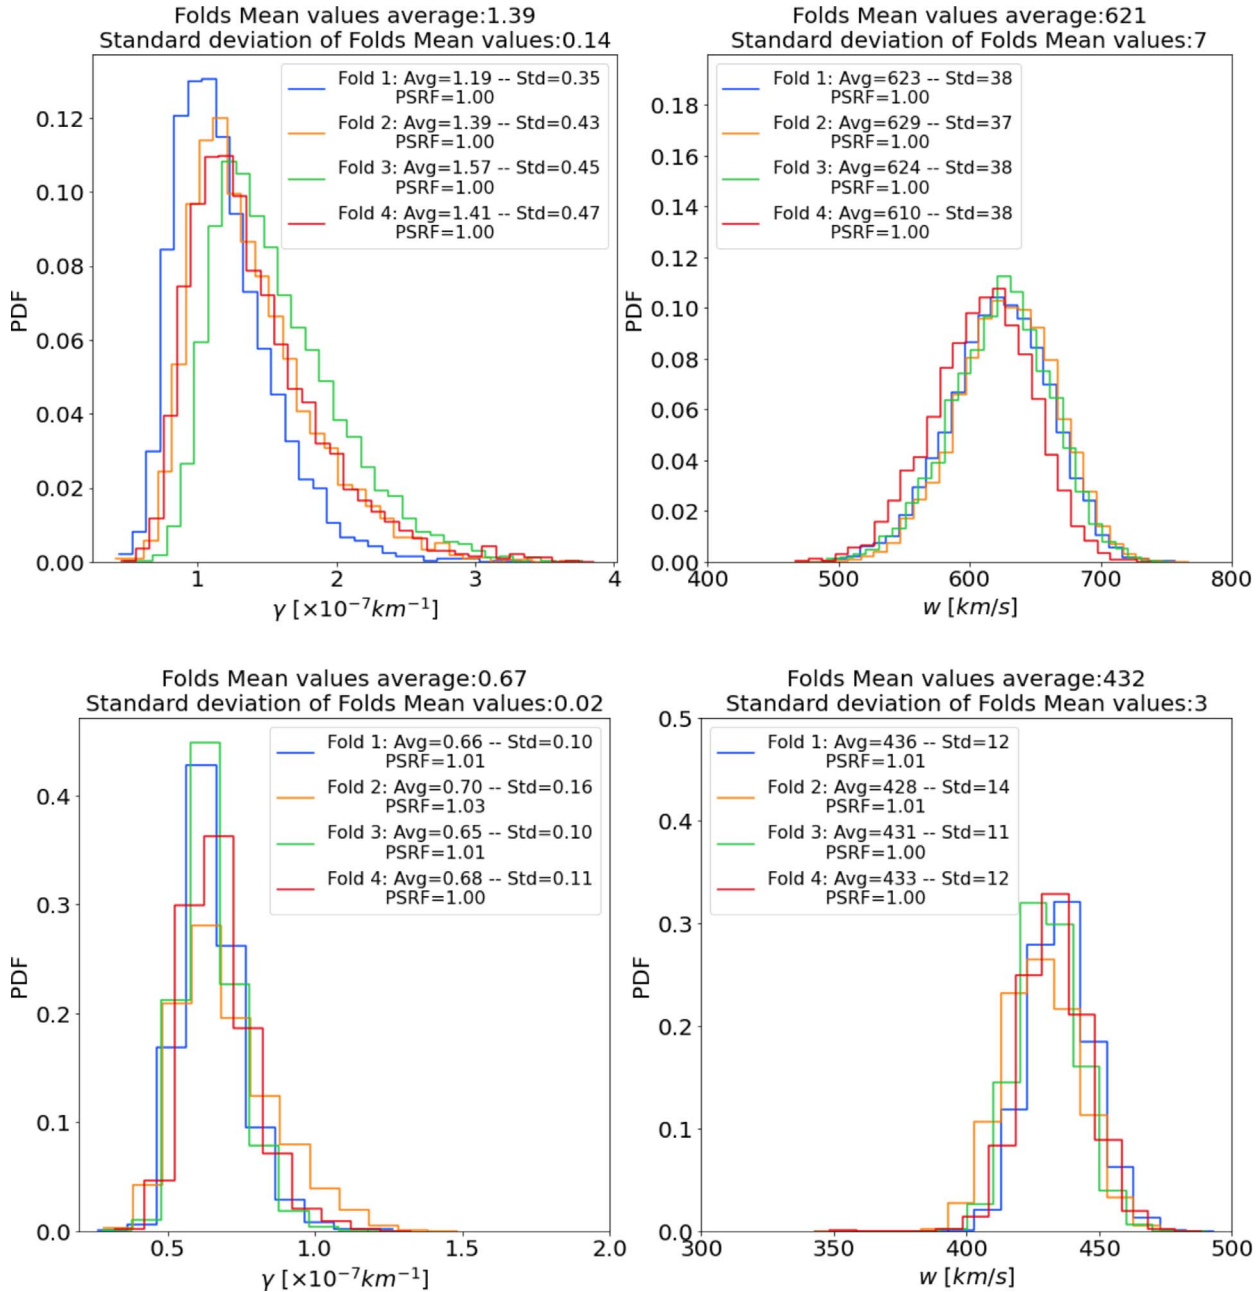 Folds Mean values average:1.39
Standard deviation of Folds Mean values:0.14
Fold 1: Avg=1.19 -- Std=0.35
PSRF=1.00
Fold 2: Avg=1.39 -- Std=0.43
PSRF=1.00
Fold 3: Avg=1.57 -- Std=0.45
PSRF=1.00
Fold 4: Avg=1.41 -- Std=0.47
PSRF=1.00
PDF
0.12
0.10
0.08
0.06
0.04
0.02
0.00
1 2 3 4
γ [×10⁻⁷km⁻¹]
Folds Mean values average:621
Standard deviation of Folds Mean values:7
Fold 1: Avg=623 -- Std=38
PSRF=1.00
Fold 2: Avg=629 -- Std=37
PSRF=1.00
Fold 3: Avg=624 -- Std=38
PSRF=1.00
Fold 4: Avg=610 -- Std=38
PSRF=1.00
PDF
0.18
0.16
0.14
0.12
0.10
0.08
0.06
0.04
0.02
0.00
400 500 600 700 800
w [km/s]
Folds Mean values average:0.67
Standard deviation of Folds Mean values:0.02
Fold 1: Avg=0.66 -- Std=0.10
PSRF=1.01
Fold 2: Avg=0.70 -- Std=0.16
PSRF=1.03
Fold 3: Avg=0.65 -- Std=0.10
PSRF=1.01
Fold 4: Avg=0.68 -- Std=0.11
PSRF=1.00
PDF
0.4
0.3
0.2
0.1
0.0
0.5 1.0 1.5 2.0
γ [×10⁻⁷km⁻¹]
Folds Mean values average:432
Standard deviation of Folds Mean values:3
Fold 1: Avg=436 -- Std=12
PSRF=1.01
Fold 2: Avg=428 -- Std=14
PSRF=1.01
Fold 3: Avg=431 -- Std=11
PSRF=1.00
Fold 4: Avg=433 -- Std=12
PSRF=1.00
PDF
0.5
0.4
0.3
0.2
0.1
0.0
300 350 400 450 500
w [km/s]